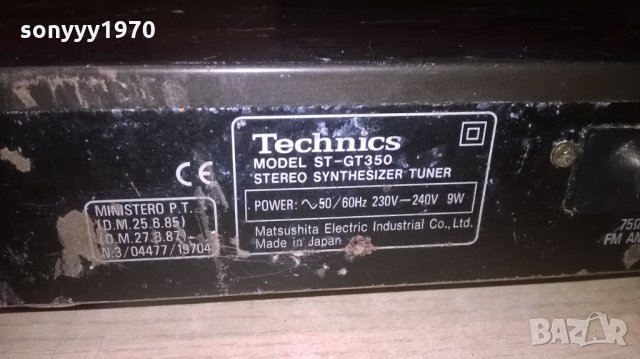 sonyyy1970
Technics
MODEL ST-GT350
STEREO SYNTHESIZER TUNER
POWER: ∿50/60Hz 230V—240V 9W
Matsushita Electric Industrial Co., Ltd.
Made in Japan
CE
MINISTERO P.T.
(D.M.25.6.85)
(D.M.27.8.87)
N.3/04477/19704
75Ω
FM AN
BAZAR